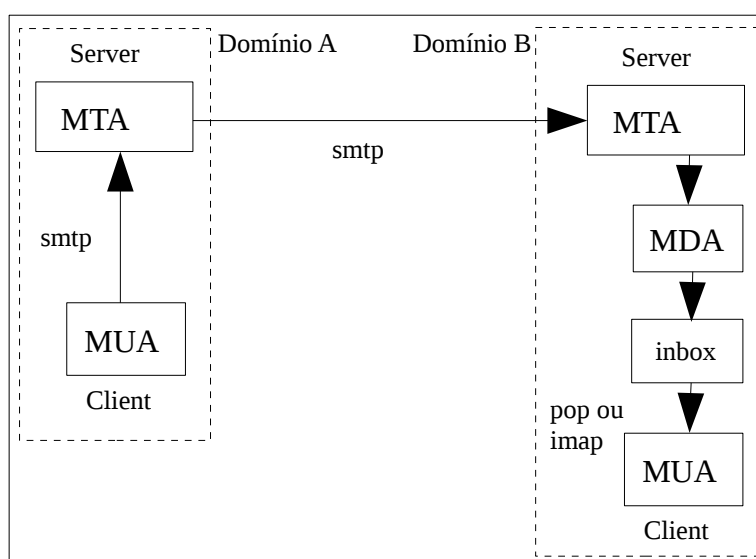 Server
Domínio A
Domínio B
Server
MTA
MTA
smtp
smtp
MDA
MUA
inbox
Client
pop ou
imap
MUA
Client